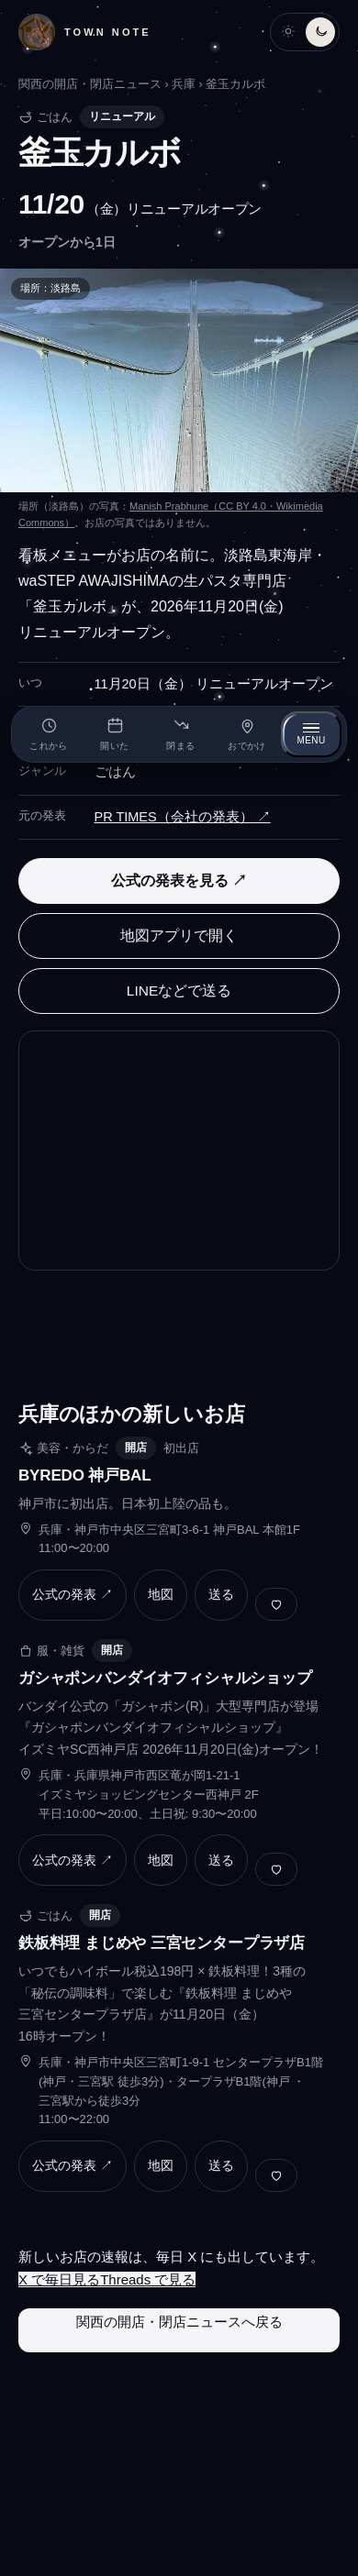 TOWN NOTE
関西の開店・閉店ニュース › 兵庫 › 釜玉カルボ
ごはん リニューアル
釜玉カルボ
11/20（金）リニューアルオープン
オープンから1日
場所：淡路島
場所（淡路島）の写真：Manish Prabhune（CC BY 4.0・Wikimedia
Commons）。お店の写真ではありません。
看板メニューがお店の名前に。淡路島東海岸・
waSTEP AWAJISHIMAの生パスタ専門店
「釜玉カルボ」が、2026年11月20日(金)
リニューアルオープン。
いつ 11月20日（金）リニューアルオープン
これから 開いた 閉まる おでかけ MENU
ジャンル ごはん
元の発表 PR TIMES（会社の発表） ↗
公式の発表を見る ↗
地図アプリで開く
LINEなどで送る
兵庫のほかの新しいお店
美容・からだ 開店 初出店
BYREDO 神戸BAL
神戸市に初出店。日本初上陸の品も。
兵庫・神戸市中央区三宮町3-6-1 神戸BAL 本館1F
11:00〜20:00
公式の発表 ↗ 地図 送る
服・雑貨 開店
ガシャポンバンダイオフィシャルショップ
バンダイ公式の「ガシャポン(R)」大型専門店が登場
『ガシャポンバンダイオフィシャルショップ』
イズミヤSC西神戸店 2026年11月20日(金)オープン！
兵庫・兵庫県神戸市西区竜が岡1-21-1
イズミヤショッピングセンター西神戸 2F
平日:10:00〜20:00、土日祝: 9:30〜20:00
公式の発表 ↗ 地図 送る
ごはん 開店
鉄板料理 まじめや 三宮センタープラザ店
いつでもハイボール税込198円 × 鉄板料理！3種の
「秘伝の調味料」で楽しむ『鉄板料理 まじめや
三宮センタープラザ店』が11月20日（金）
16時オープン！
兵庫・神戸市中央区三宮町1-9-1 センタープラザB1階
(神戸・三宮駅 徒歩3分)・タープラザB1階(神戸 ・
三宮駅から徒歩3分
11:00〜22:00
公式の発表 ↗ 地図 送る
新しいお店の速報は、毎日 X にも出しています。
X で毎日見るThreads で見る
関西の開店・閉店ニュースへ戻る